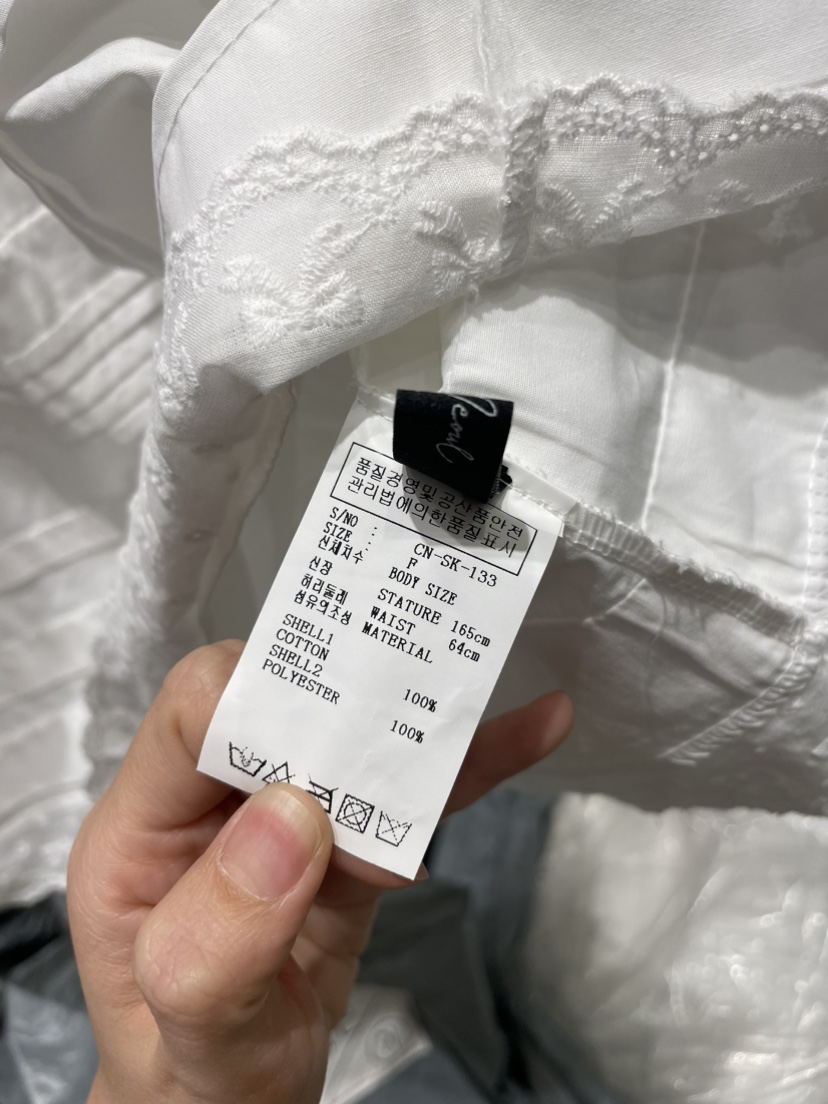 Seoul
품질경영및공산품안전
관리법에의한품질표시
S/NO : CN-SK-133
SIZE : F
신체치수 BODY SIZE
신장 STATURE 165cm
허리둘레 WAIST 64cm
섬유의조성 MATERIAL
SHELL1
COTTON 100%
SHELL2
POLYESTER 100%